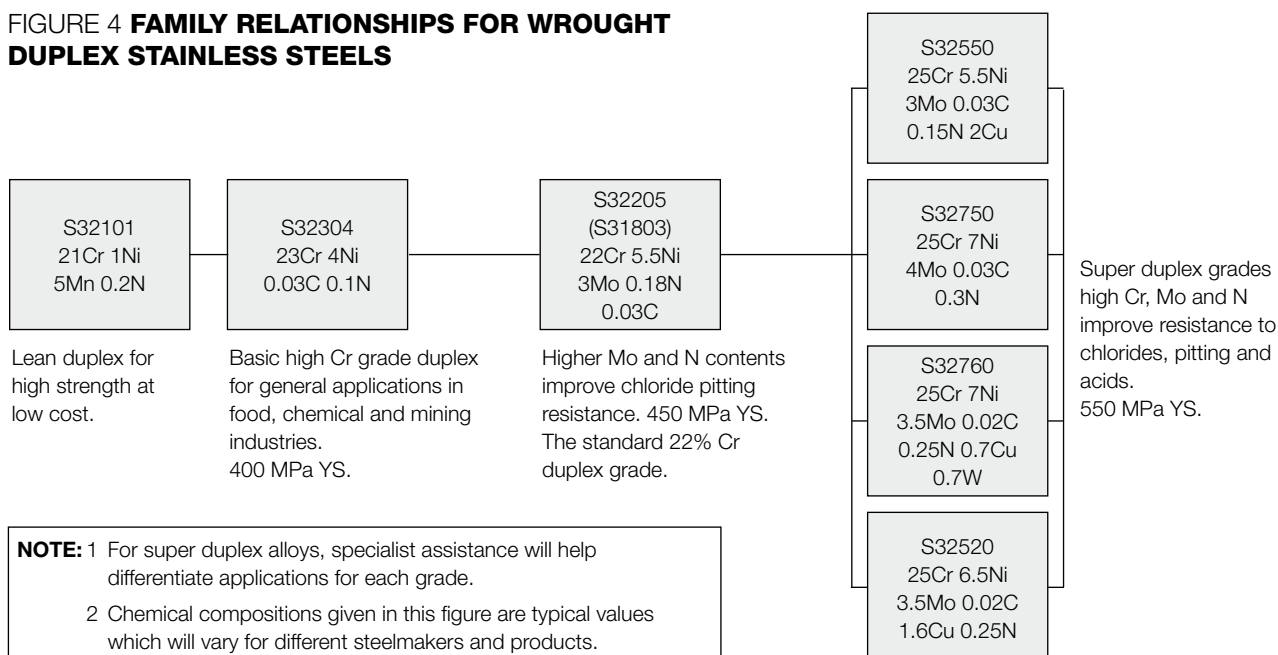 FIGURE 4 FAMILY RELATIONSHIPS FOR WROUGHT
DUPLEX STAINLESS STEELS
S32101
21Cr 1Ni
5Mn 0.2N
Lean duplex for
high strength at
low cost.
S32304
23Cr 4Ni
0.03C 0.1N
Basic high Cr grade duplex
for general applications in
food, chemical and mining
industries.
400 MPa YS.
S32205
(S31803)
22Cr 5.5Ni
3Mo 0.18N
0.03C
Higher Mo and N contents
improve chloride pitting
resistance. 450 MPa YS.
The standard 22% Cr
duplex grade.
S32550
25Cr 5.5Ni
3Mo 0.03C
0.15N 2Cu
S32750
25Cr 7Ni
4Mo 0.03C
0.3N
S32760
25Cr 7Ni
3.5Mo 0.02C
0.25N 0.7Cu
0.7W
S32520
25Cr 6.5Ni
3.5Mo 0.02C
1.6Cu 0.25N
Super duplex grades
high Cr, Mo and N
improve resistance to
chlorides, pitting and
acids.
550 MPa YS.
NOTE: 1 For super duplex alloys, specialist assistance will help
differentiate applications for each grade.
2 Chemical compositions given in this figure are typical values
which will vary for different steelmakers and products.